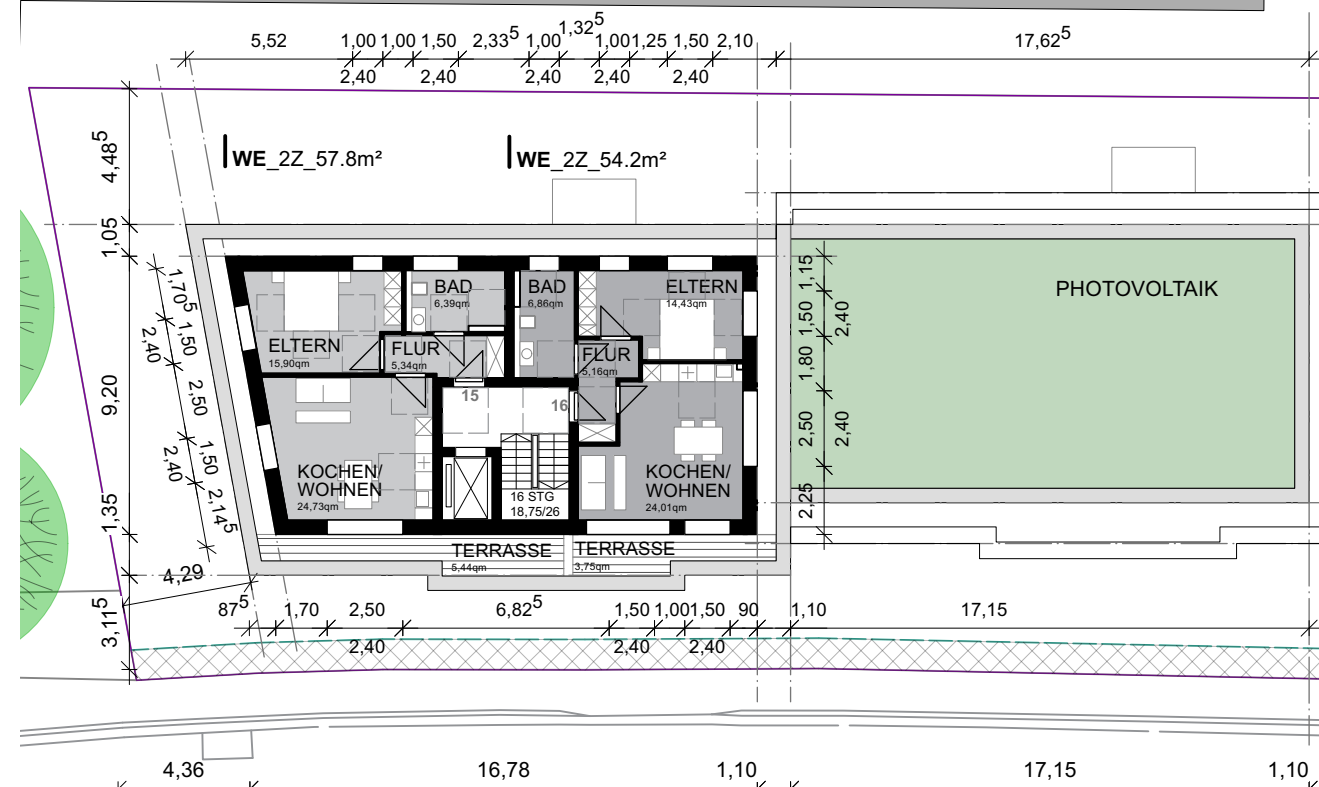 5,52 1,00 1,00 1,50 2,33⁵ 1,00 1,32⁵ 1,00 1,25 1,50 2,10 17,62⁵
2,40 2,40 2,40 2,40
4,48⁵
WE_2Z_57.8m² WE_2Z_54.2m²
1,05
9,20
1,35
3,11⁵
1,70⁵
1,50
2,40
2,50
1,50
2,40
2,14⁵
4,29
ELTERN
15,90qm
BAD
6,39qm
BAD
6,86qm
ELTERN
14,43qm
FLUR
5,34qm
FLUR
5,16qm
15
16
KOCHEN/
WOHNEN
24,73qm
16 STG
18,75/26
KOCHEN/
WOHNEN
24,01qm
TERRASSE
5,44qm
TERRASSE
3,75qm
1,15
1,50
2,40
1,80
2,50
2,40
2,25
PHOTOVOLTAIK
87⁵ 1,70 2,50 6,82⁵ 1,50 1,00 1,50 90 1,10 17,15
2,40 2,40 2,40
4,36 16,78 1,10 17,15 1,10